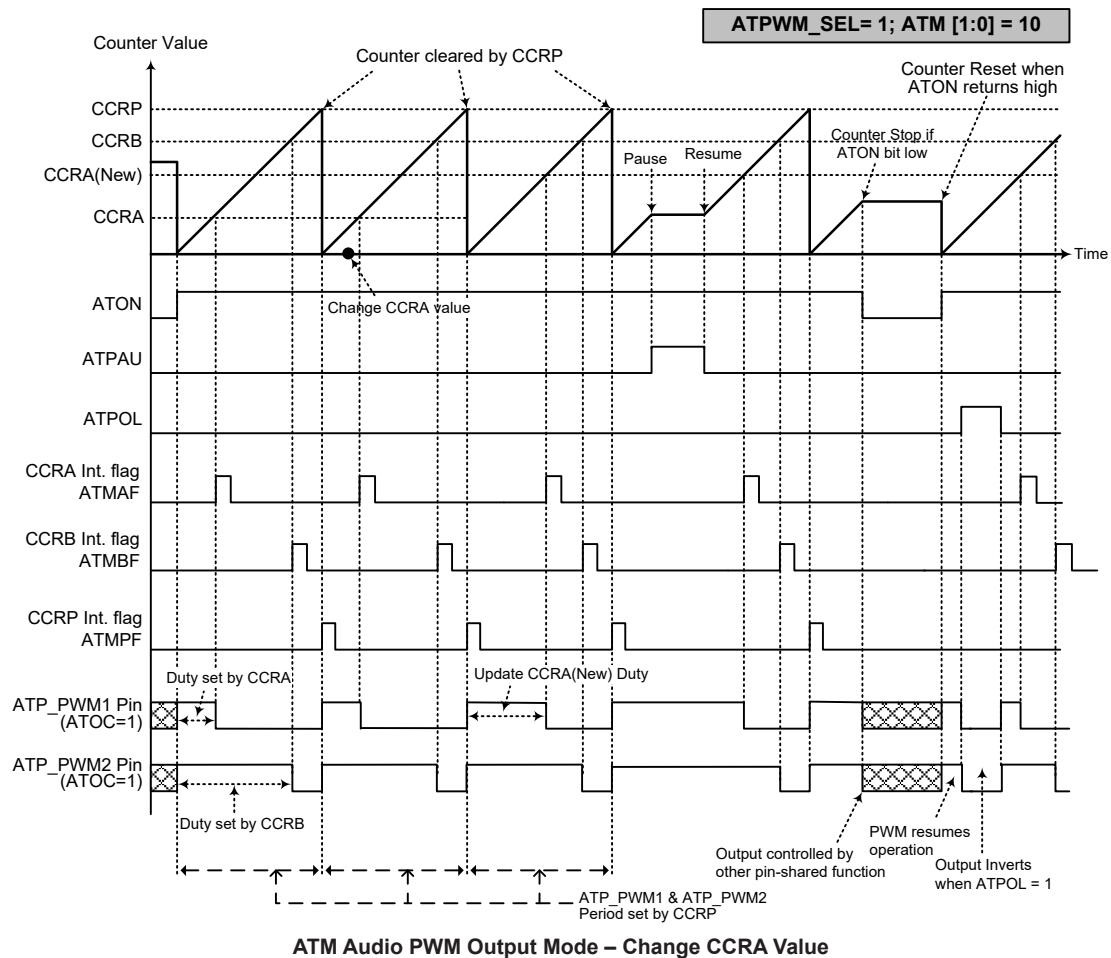 ATPWM_SEL= 1; ATM [1:0] = 10
Counter Value
Counter cleared by CCRP
Counter Reset when
ATON returns high
CCRP
CCRB
CCRA(New)
CCRA
Pause
Resume
Counter Stop if
ATON bit low
Time
ATON
Change CCRA value
ATPAU
ATPOL
CCRA Int. flag
ATMAF
CCRB Int. flag
ATMBF
CCRP Int. flag
ATMPF
Duty set by CCRA
Update CCRA(New) Duty
ATP_PWM1 Pin
(ATOC=1)
ATP_PWM2 Pin
(ATOC=1)
Duty set by CCRB
Output controlled by
other pin-shared function
PWM resumes
operation
Output Inverts
when ATPOL = 1
ATP_PWM1 & ATP_PWM2
Period set by CCRP
ATM Audio PWM Output Mode – Change CCRA Value